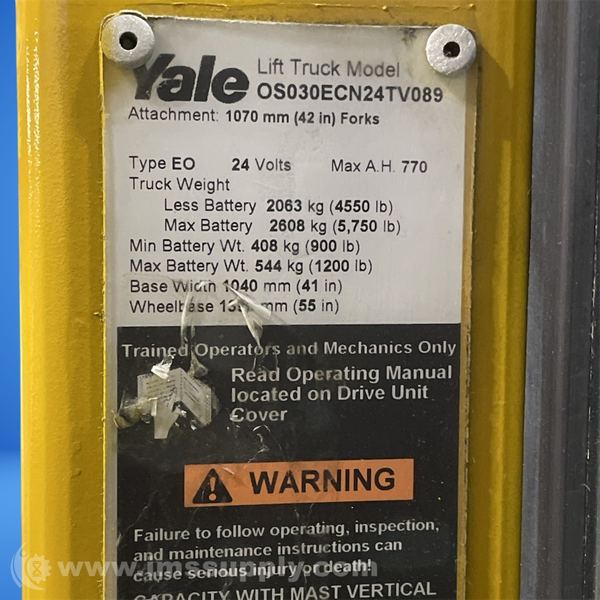 Yale Lift Truck Model
OS030ECN24TV089
Attachment: 1070 mm (42 in) Forks
Type EO 24 Volts Max A.H. 770
Truck Weight
Less Battery 2063 kg (4550 lb)
Max Battery 2608 kg (5,750 lb)
Min Battery Wt. 408 kg (900 lb)
Max Battery Wt. 544 kg (1200 lb)
Base Width 1040 mm (41 in)
Wheelbase mm (55 in)
Trained Operators and Mechanics Only
Read Operating Manual
located on Drive Unit
Cover
WARNING
Failure to follow operating, inspection,
and maintenance instructions can
cause serious injury or death!
CAPACITY WITH MAST VERTICAL
www.imssupply.com